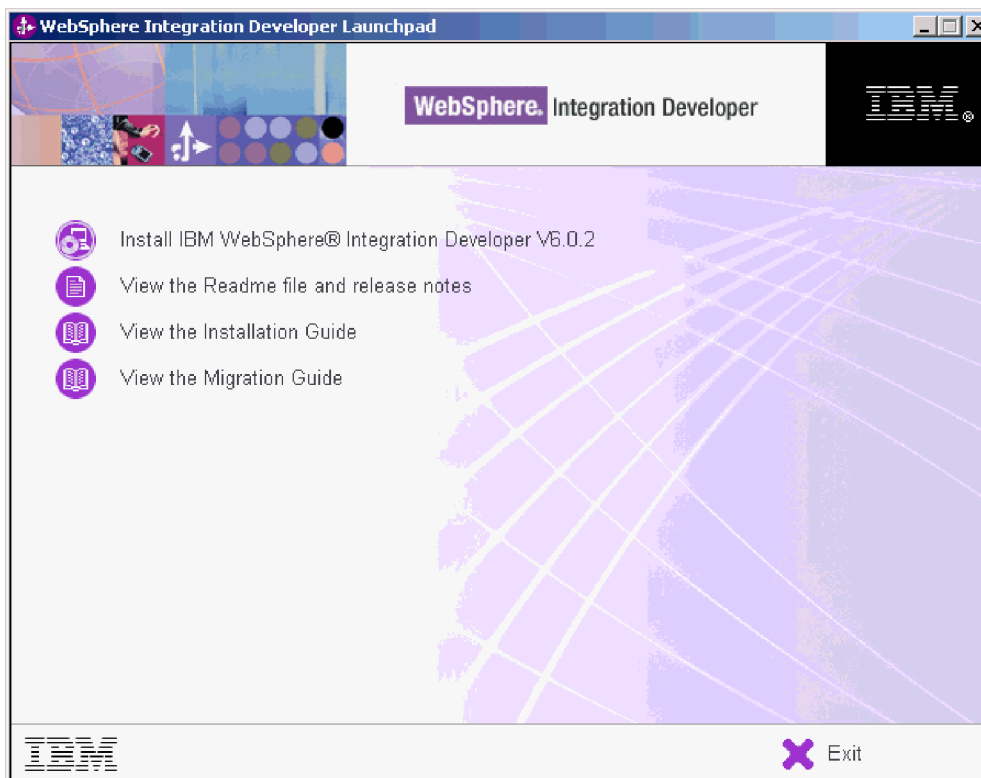 WebSphere Integration Developer Launchpad
WebSphere. Integration Developer
IBM®
Install IBM WebSphere® Integration Developer V6.0.2
View the Readme file and release notes
View the Installation Guide
View the Migration Guide
IBM
Exit